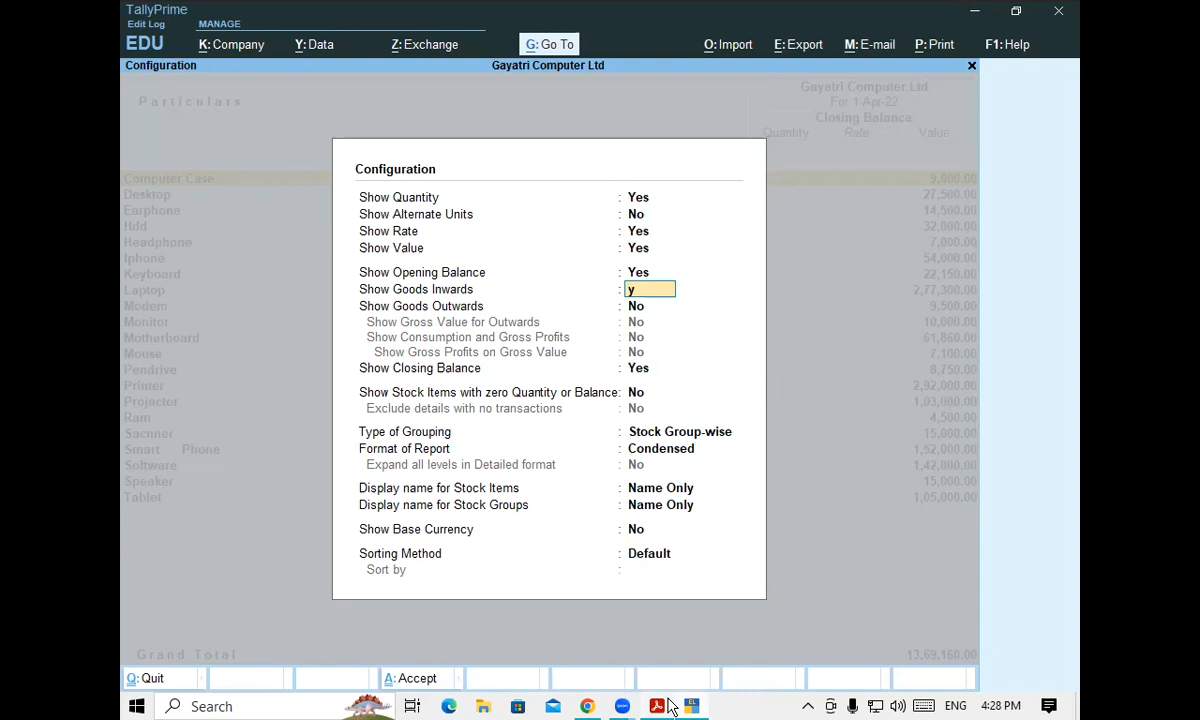 TallyPrime
Edit Log MANAGE
EDU K: Company Y: Data Z: Exchange G: Go To O: Import E: Export M: E-mail P: Print F1: Help
Configuration Gayatri Computer Ltd ×
Particulars Gayatri Computer Ltd
For 1-Apr-22
Closing Balance
Quantity Rate Value
Configuration
Show Quantity : Yes
Show Alternate Units : No
Show Rate : Yes
Show Value : Yes
Show Opening Balance : Yes
Show Goods Inwards : y
Show Goods Outwards : No
Show Gross Value for Outwards : No
Show Consumption and Gross Profits : No
Show Gross Profits on Gross Value : No
Show Closing Balance : Yes
Show Stock Items with zero Quantity or Balance: No
Exclude details with no transactions : No
Type of Grouping : Stock Group-wise
Format of Report : Condensed
Expand all levels in Detailed format : No
Display name for Stock Items : Name Only
Display name for Stock Groups : Name Only
Show Base Currency : No
Sorting Method : Default
Sort by :
Computer Case 9,000.00
Desktop 27,500.00
Earphone 14,500.00
Hdd 32,000.00
Headphone 7,000.00
Iphone 54,000.00
Keyboard 22,150.00
Laptop 2,77,300.00
Modem 9,500.00
Monitor 10,000.00
Motherboard 61,860.00
Mouse 7,100.00
Pendrive 8,750.00
Printer 2,92,000.00
Projector 1,03,000.00
Ram 4,500.00
Sacnner 15,000.00
Smart Phone 1,52,000.00
Software 1,42,000.00
Speaker 15,000.00
Tablet 1,05,000.00
Grand Total 13,69,160.00
Q: Quit A: Accept
Search ENG 4:28 PM